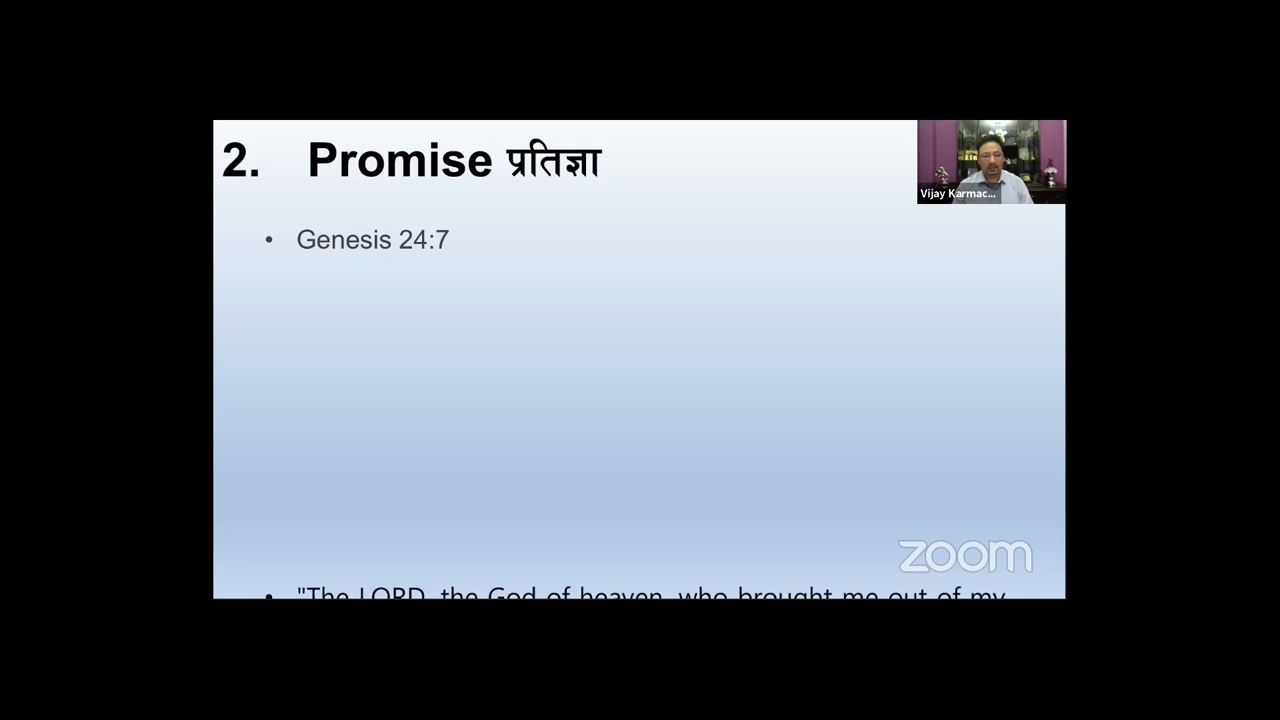 2. Promise प्रतिज्ञा
Vijay Karmac...
• Genesis 24:7
zoom
• "The LORD, the God of heaven, who brought me out of my